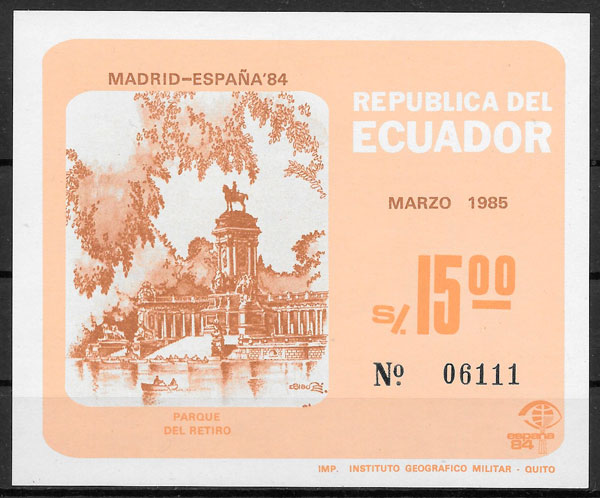 MADRID-ESPAÑA'84
REPUBLICA DEL
ECUADOR
MARZO 1985
S/. 15.00
Nº 06111
PARQUE
DEL RETIRO
españa
84
IMP. INSTITUTO GEOGRÁFICO MILITAR - QUITO